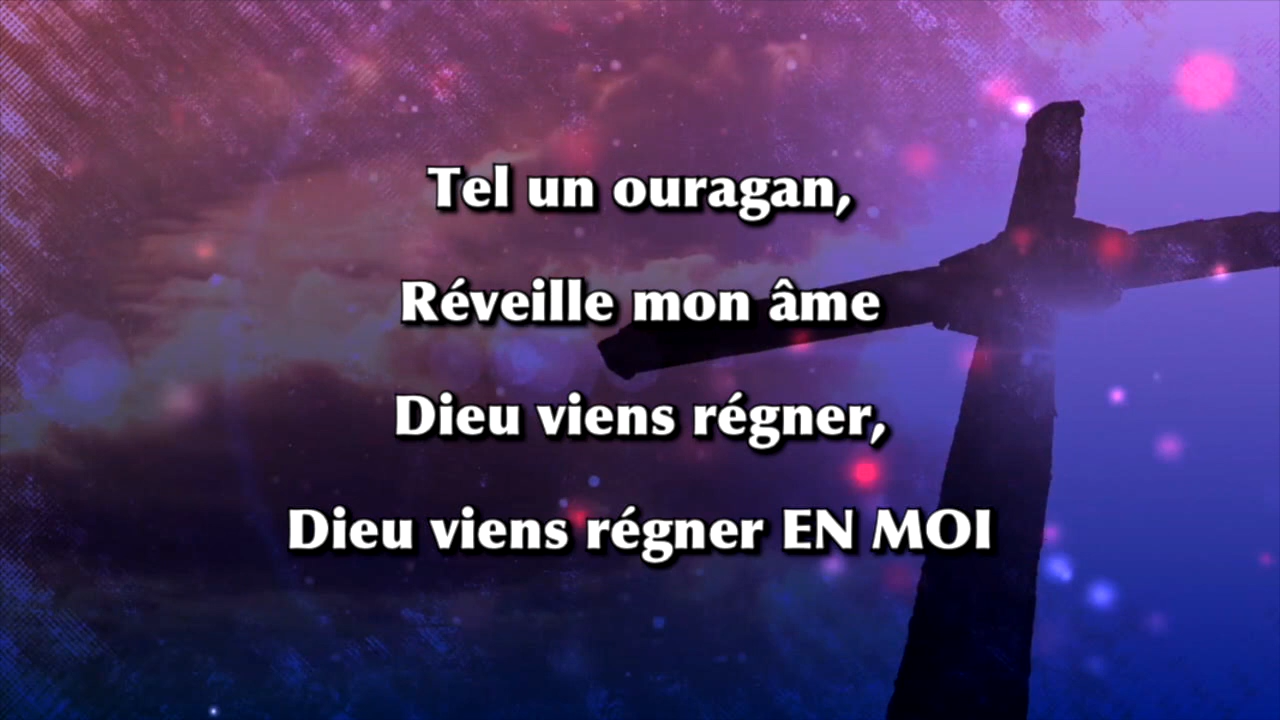 Tel un ouragan,
Réveille mon âme
Dieu viens régner,
Dieu viens régner EN MOI